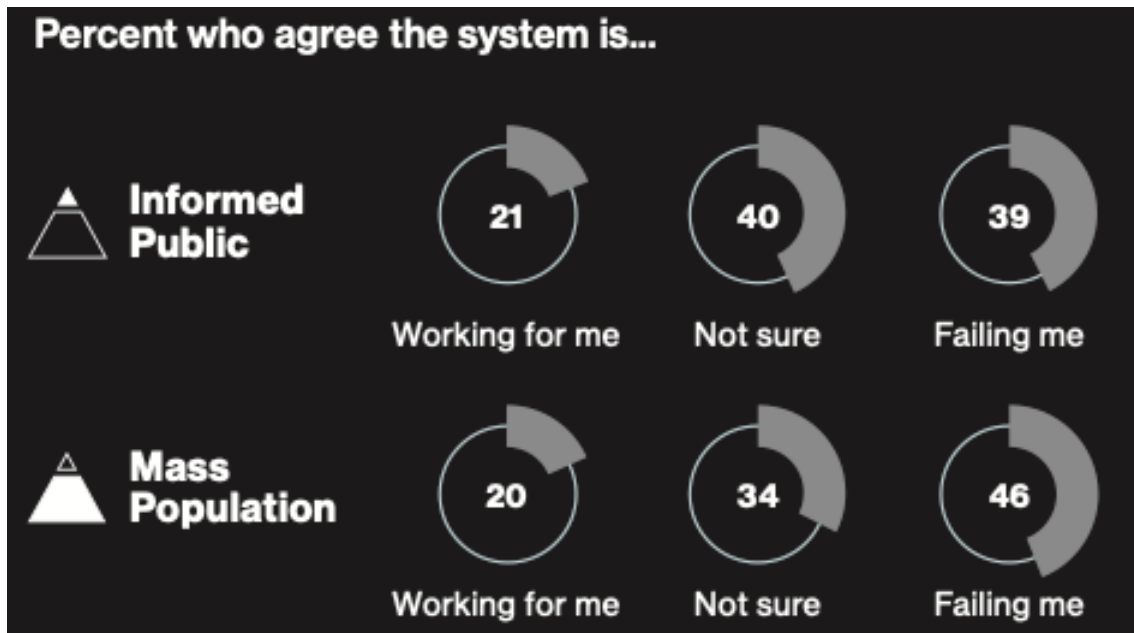 Percent who agree the system is...
Informed
Public
21
40
39
Working for me
Not sure
Failing me
Mass
Population
20
34
46
Working for me
Not sure
Failing me